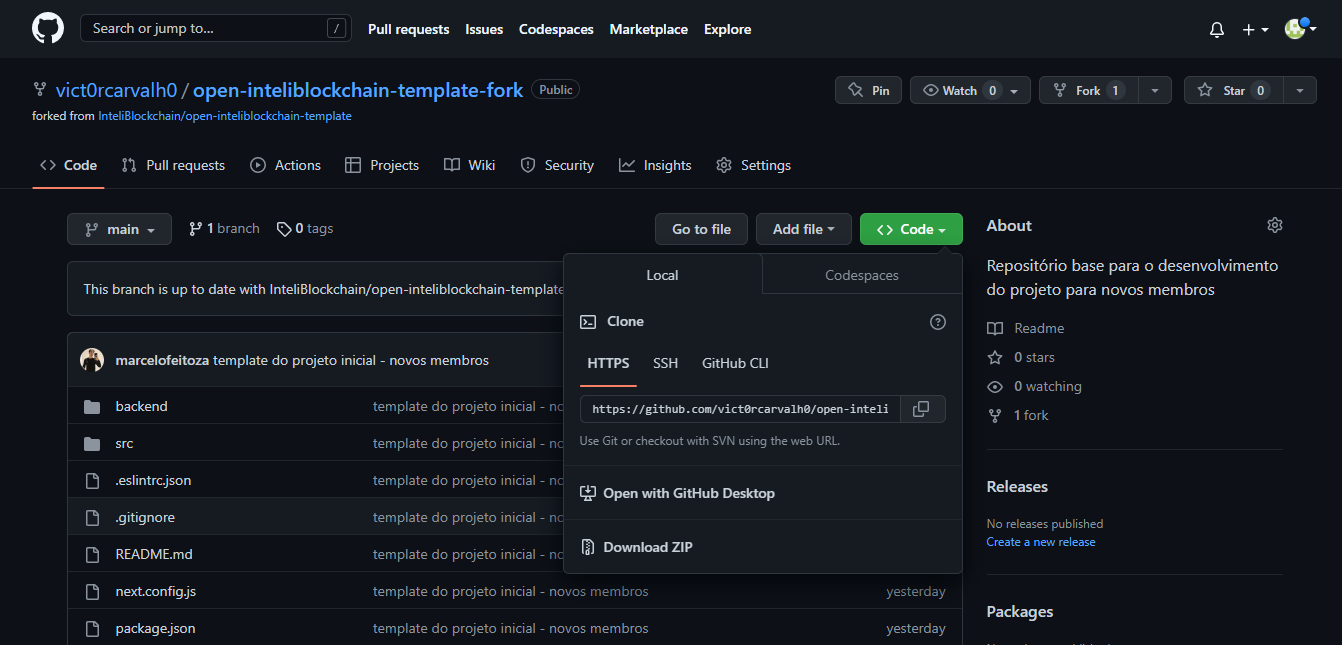 Search or jump to... /
Pull requests Issues Codespaces Marketplace Explore
vict0rcarvalh0 / open-inteliblockchain-template-fork Public
Pin Watch 0 Fork 1 Star 0
forked from InteliBlockchain/open-inteliblockchain-template
Code Pull requests Actions Projects Wiki Security Insights Settings
main 1 branch 0 tags
Go to file Add file Code
This branch is up to date with InteliBlockchain/open-inteliblockchain-template
marcelofeitoza template do projeto inicial - novos membros
backend template do projeto inicial -
src template do projeto inicial -
.eslintrc.json template do projeto inicial -
.gitignore template do projeto inicial -
README.md template do projeto inicial -
next.config.js template do projeto inicial - novos membros yesterday
package.json template do projeto inicial - novos membros yesterday
Local Codespaces
Clone
HTTPS SSH GitHub CLI
https://github.com/vict0rcarvalh0/open-inteli
Use Git or checkout with SVN using the web URL.
Open with GitHub Desktop
Download ZIP
About
Repositório base para o desenvolvimento
do projeto para novos membros
Readme
0 stars
0 watching
1 fork
Releases
No releases published
Create a new release
Packages